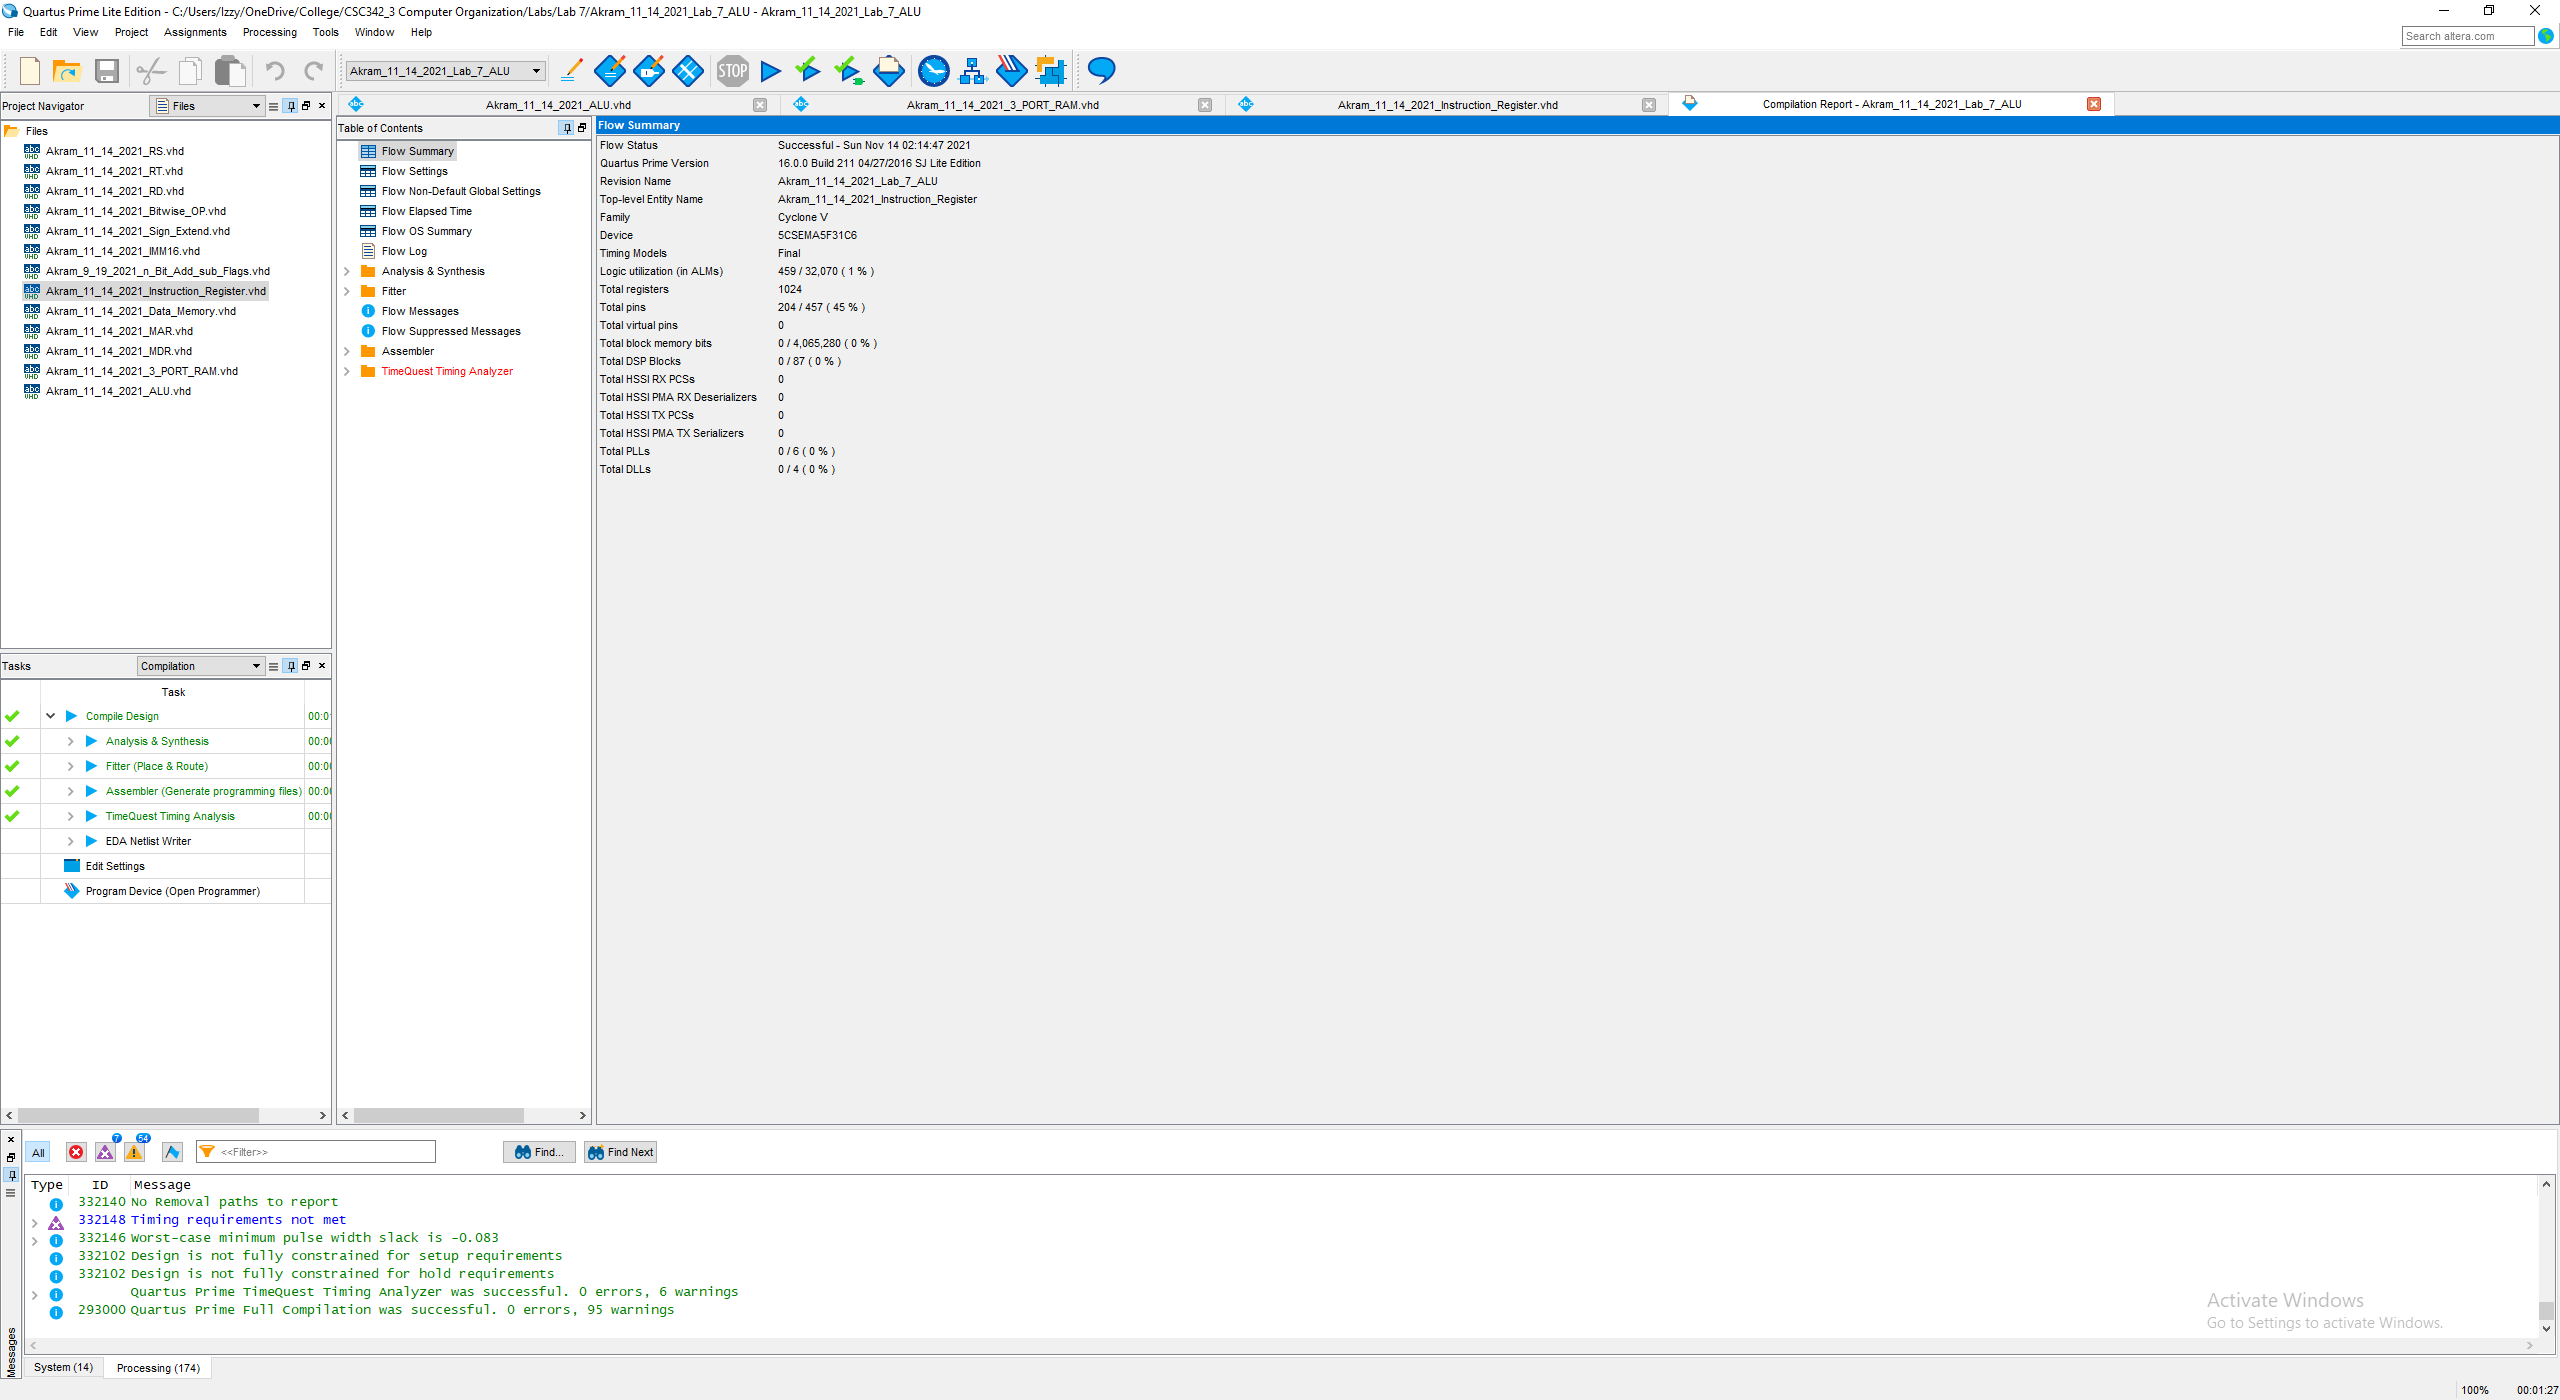 Quartus Prime Lite Edition - C:/Users/Izzy/OneDrive/College/CSC342_3 Computer Organization/Labs/Lab 7/Akram_11_14_2021_Lab_7_ALU - Akram_11_14_2021_Lab_7_ALU
File Edit View Project Assignments Processing Tools Window Help
Search altera.com
Akram_11_14_2021_Lab_7_ALU
STOP
Project Navigator Files
Akram_11_14_2021_ALU.vhd
Akram_11_14_2021_3_PORT_RAM.vhd
Akram_11_14_2021_Instruction_Register.vhd
Compilation Report - Akram_11_14_2021_Lab_7_ALU
Files
Akram_11_14_2021_RS.vhd
Akram_11_14_2021_RT.vhd
Akram_11_14_2021_RD.vhd
Akram_11_14_2021_Bitwise_OP.vhd
Akram_11_14_2021_Sign_Extend.vhd
Akram_11_14_2021_IMM16.vhd
Akram_9_19_2021_n_Bit_Add_sub_Flags.vhd
Akram_11_14_2021_Instruction_Register.vhd
Akram_11_14_2021_Data_Memory.vhd
Akram_11_14_2021_MAR.vhd
Akram_11_14_2021_MDR.vhd
Akram_11_14_2021_3_PORT_RAM.vhd
Akram_11_14_2021_ALU.vhd
Table of Contents
Flow Summary
Flow Settings
Flow Non-Default Global Settings
Flow Elapsed Time
Flow OS Summary
Flow Log
Analysis & Synthesis
Fitter
Flow Messages
Flow Suppressed Messages
Assembler
TimeQuest Timing Analyzer
Flow Summary
Flow Status Successful - Sun Nov 14 02:14:47 2021
Quartus Prime Version 16.0.0 Build 211 04/27/2016 SJ Lite Edition
Revision Name Akram_11_14_2021_Lab_7_ALU
Top-level Entity Name Akram_11_14_2021_Instruction_Register
Family Cyclone V
Device 5CSEMA5F31C6
Timing Models Final
Logic utilization (in ALMs) 459 / 32,070 ( 1 % )
Total registers 1024
Total pins 204 / 457 ( 45 % )
Total virtual pins 0
Total block memory bits 0 / 4,065,280 ( 0 % )
Total DSP Blocks 0 / 87 ( 0 % )
Total HSSI RX PCSs 0
Total HSSI PMA RX Deserializers 0
Total HSSI TX PCSs 0
Total HSSI PMA TX Serializers 0
Total PLLs 0 / 6 ( 0 % )
Total DLLs 0 / 4 ( 0 % )
Tasks Compilation
Task
Compile Design 00:0
Analysis & Synthesis 00:0
Fitter (Place & Route) 00:0
Assembler (Generate programming files) 00:0
TimeQuest Timing Analysis 00:0
EDA Netlist Writer
Edit Settings
Program Device (Open Programmer)
All 7 54 <<Filter>> Find... Find Next
Type ID Message
332140 No Removal paths to report
332148 Timing requirements not met
332146 Worst-case minimum pulse width slack is -0.083
332102 Design is not fully constrained for setup requirements
332102 Design is not fully constrained for hold requirements
Quartus Prime TimeQuest Timing Analyzer was successful. 0 errors, 6 warnings
293000 Quartus Prime Full Compilation was successful. 0 errors, 95 warnings
Activate Windows
Go to Settings to activate Windows.
Messages
System (14) Processing (174)
100% 00:01:27